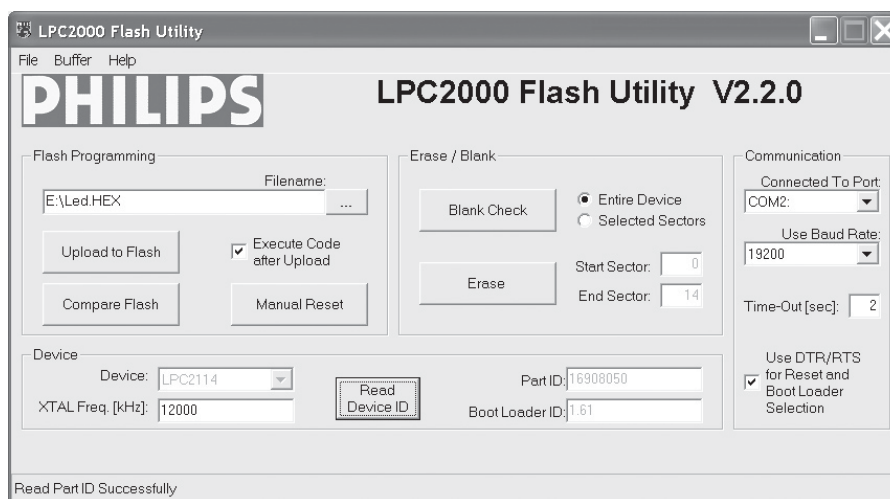 LPC2000 Flash Utility
File Buffer Help
PHILIPS
LPC2000 Flash Utility V2.2.0
Flash Programming
Filename:
E:\Led.HEX
...
Upload to Flash
Execute Code
after Upload
Compare Flash
Manual Reset
Erase / Blank
Blank Check
Entire Device
Selected Sectors
Erase
Start Sector: 0
End Sector: 14
Communication
Connected To Port:
COM2:
Use Baud Rate:
19200
Time-Out [sec]: 2
Use DTR/RTS
for Reset and
Boot Loader
Selection
Device
Device: LPC2114
XTAL Freq. [kHz]: 12000
Read
Device ID
Part ID: 16908050
Boot Loader ID: 1.61
Read Part ID Successfully